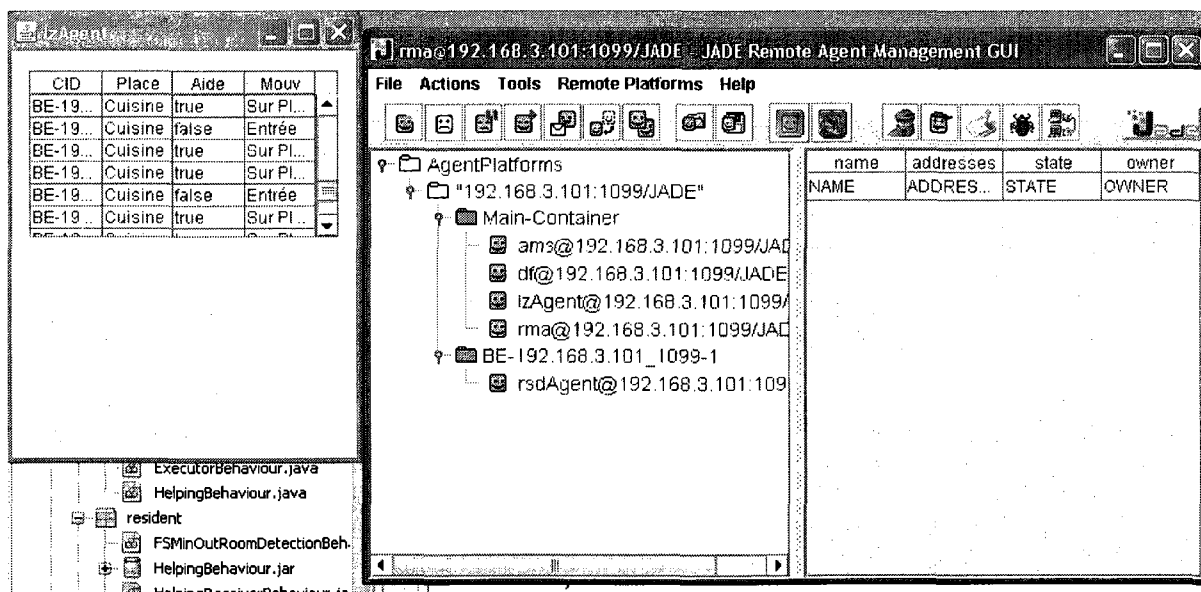 lzAgent
CID Place Aide Mouv
BE-19... Cuisine true Sur Pl...
BE-19... Cuisine false Entrée
BE-19... Cuisine true Sur Pl...
BE-19... Cuisine true Sur Pl...
BE-19... Cuisine false Entrée
BE-19... Cuisine true Sur Pl...
ExecutorBehaviour.java
HelpingBehaviour.java
resident
FSMinOutRoomDetectionBeh
HelpingBehaviour.jar
rma@192.168.3.101:1099/JADE - JADE Remote Agent Management GUI
File Actions Tools Remote Platforms Help
Jade
AgentPlatforms
"192.168.3.101:1099/JADE"
Main-Container
ams@192.168.3.101:1099/JAD
df@192.168.3.101:1099/JADE
lzAgent@192.168.3.101:1099/
rma@192.168.3.101:1099/JAD
BE-192.168.3.101_1099-1
rsdAgent@192.168.3.101:109
name addresses state owner
NAME ADDRES... STATE OWNER